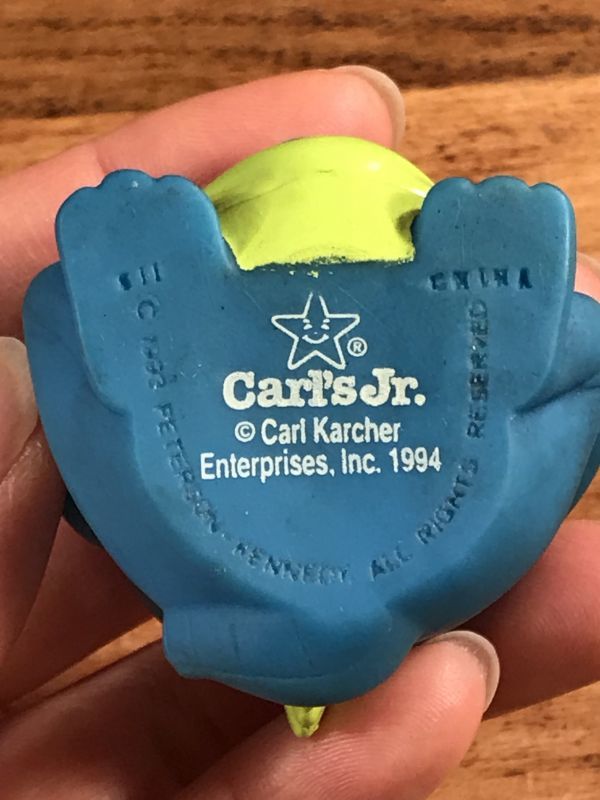 CHINA
®
Carl's Jr.
© Carl Karcher
Enterprises, Inc. 1994
PETERSON - KENNEDY. ALL RIGHTS RESERVED